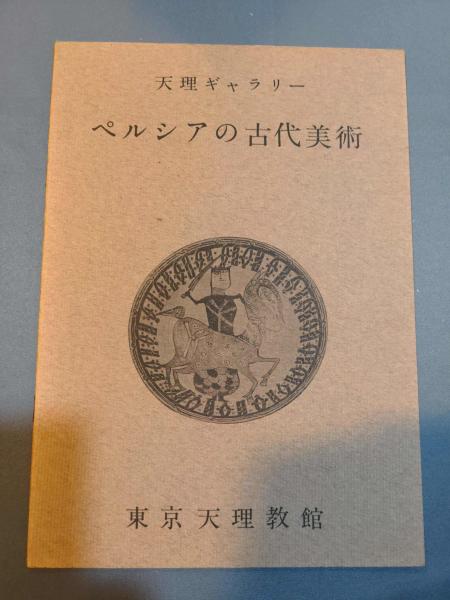 天理ギャラリー
ペルシアの古代美術
東京天理教館